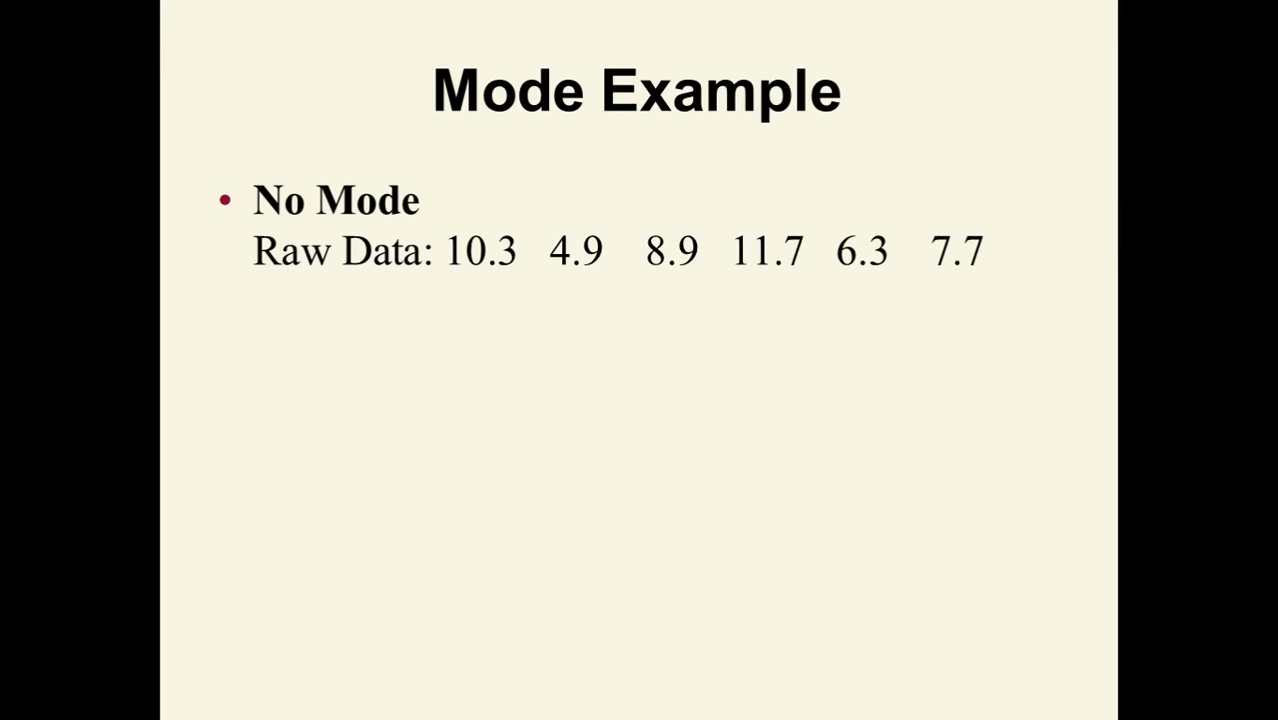 Mode Example
• No Mode
Raw Data: 10.3 4.9 8.9 11.7 6.3 7.7